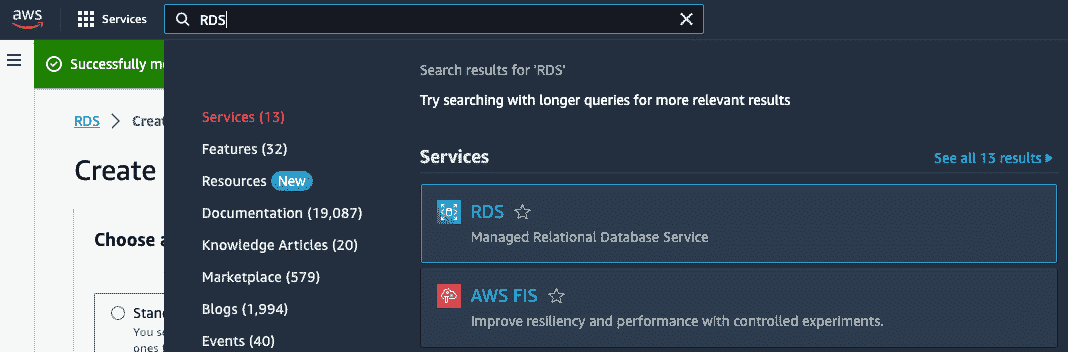 aws
Services
RDS
Successfully m
RDS > Creat
Create
Choose a
Stand
You s
ones
Search results for 'RDS'
Try searching with longer queries for more relevant results
Services (13)
Features (32)
Resources New
Documentation (19,087)
Knowledge Articles (20)
Marketplace (579)
Blogs (1,994)
Events (40)
Services
See all 13 results
RDS
Managed Relational Database Service
AWS FIS
Improve resiliency and performance with controlled experiments.